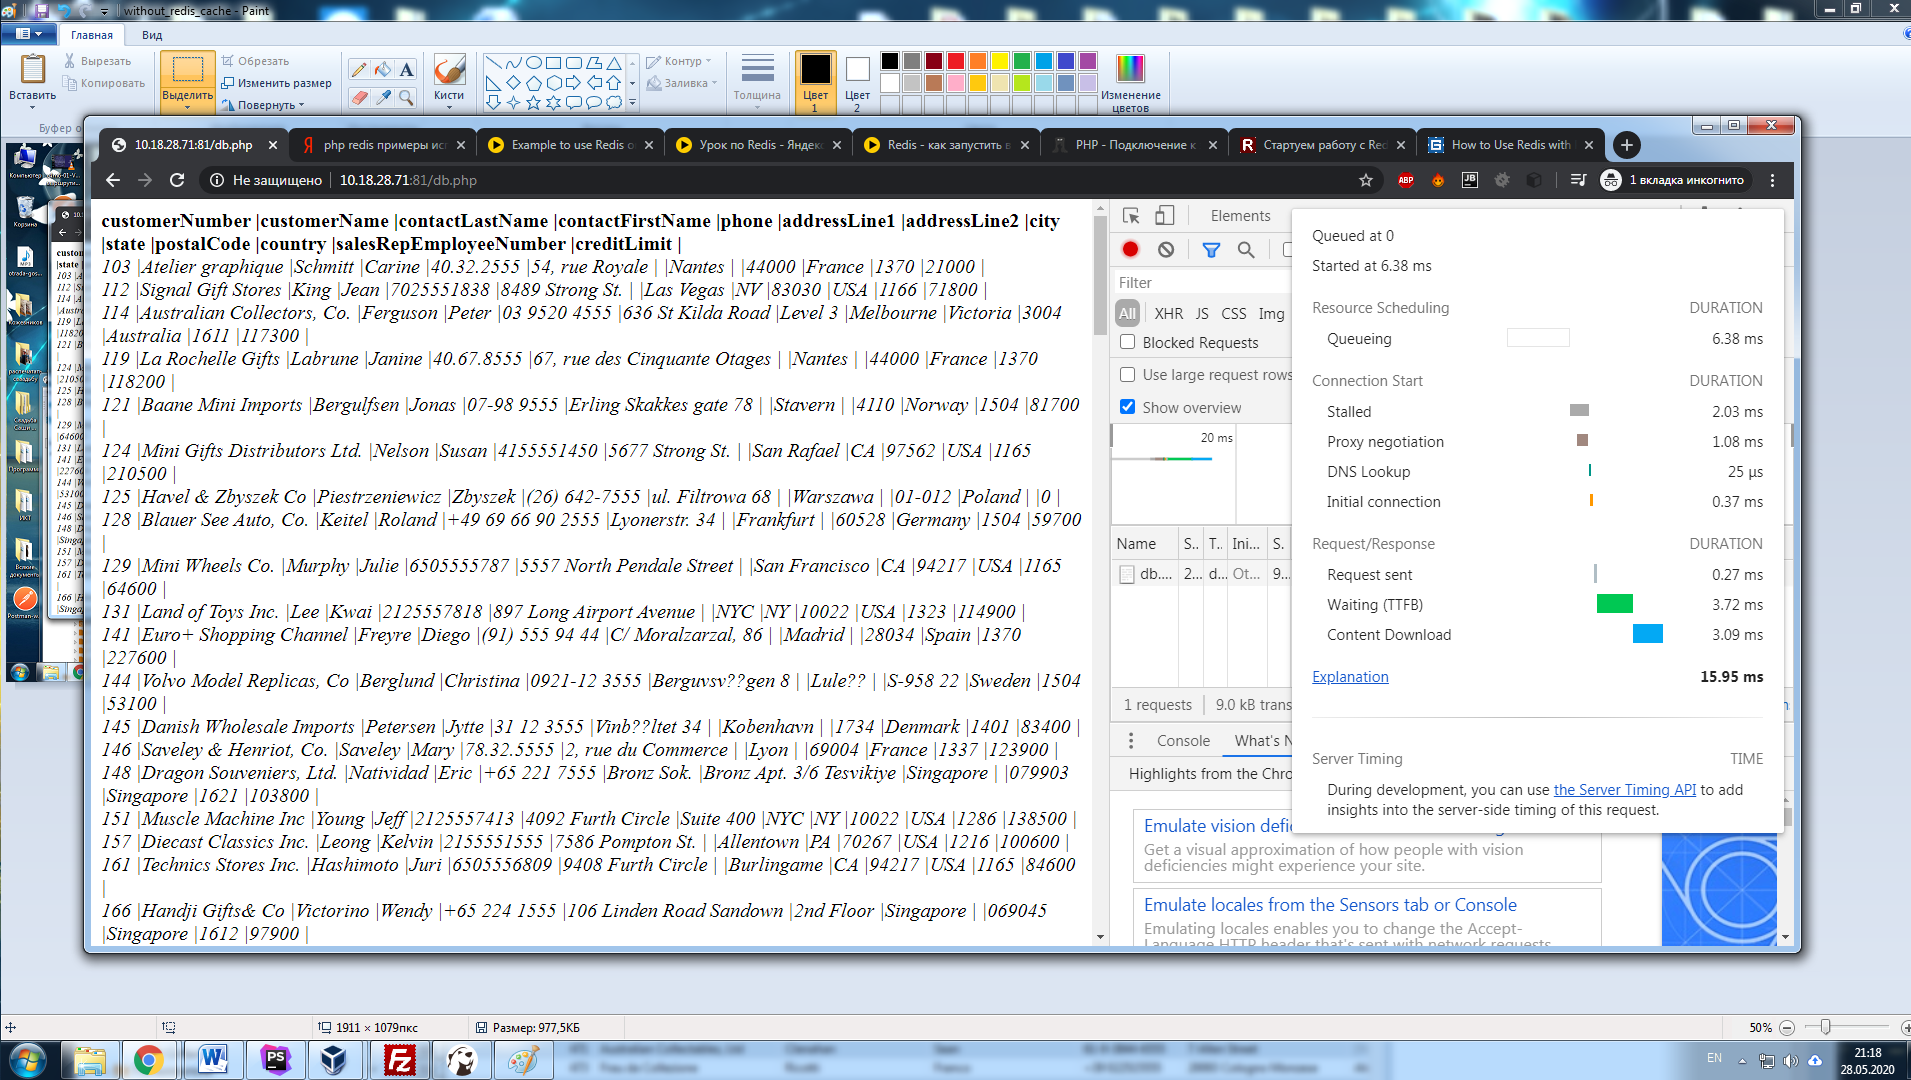 without_redis_cache - Paint
Главная
Вид
Вставить
Вырезать
Копировать
Выделить
Обрезать
Изменить размер
Повернуть
Кисти
Контур
Заливка
Толщина
Цвет 1
Цвет 2
Изменение цветов
10.18.28.71:81/db.php
php redis примеры исп
Example to use Redis o
Урок по Redis - Яндек
Redis - как запустить в
PHP - Подключение к
Стартуем работу с Red
How to Use Redis with
Не защищено
10.18.28.71:81/db.php
1 вкладка инкогнито
customerNumber |customerName |contactLastName |contactFirstName |phone |addressLine1 |addressLine2 |city
|state |postalCode |country |salesRepEmployeeNumber |creditLimit |
103 |Atelier graphique |Schmitt |Carine |40.32.2555 |54, rue Royale | |Nantes | |44000 |France |1370 |21000 |
112 |Signal Gift Stores |King |Jean |7025551838 |8489 Strong St. | |Las Vegas |NV |83030 |USA |1166 |71800 |
114 |Australian Collectors, Co. |Ferguson |Peter |03 9520 4555 |636 St Kilda Road |Level 3 |Melbourne |Victoria |3004
|Australia |1611 |117300 |
119 |La Rochelle Gifts |Labrune |Janine |40.67.8555 |67, rue des Cinquante Otages | |Nantes | |44000 |France |1370
|118200 |
121 |Baane Mini Imports |Bergulfsen |Jonas |07-98 9555 |Erling Skakkes gate 78 | |Stavern | |4110 |Norway |1504 |81700
|
124 |Mini Gifts Distributors Ltd. |Nelson |Susan |4155551450 |5677 Strong St. | |San Rafael |CA |97562 |USA |1165
|210500 |
125 |Havel & Zbyszek Co |Piestrzeniewicz |Zbyszek |(26) 642-7555 |ul. Filtrowa 68 | |Warszawa | |01-012 |Poland | |0 |
128 |Blauer See Auto, Co. |Keitel |Roland |+49 69 66 90 2555 |Lyonerstr. 34 | |Frankfurt | |60528 |Germany |1504 |59700
|
129 |Mini Wheels Co. |Murphy |Julie |6505555787 |5557 North Pendale Street | |San Francisco |CA |94217 |USA |1165
|64600 |
131 |Land of Toys Inc. |Lee |Kwai |2125557818 |897 Long Airport Avenue | |NYC |NY |10022 |USA |1323 |114900 |
141 |Euro+ Shopping Channel |Freyre |Diego |(91) 555 94 44 |C/ Moralzarzal, 86 | |Madrid | |28034 |Spain |1370
|227600 |
144 |Volvo Model Replicas, Co |Berglund |Christina |0921-12 3555 |Berguvsv??gen 8 | |Lule?? | |S-958 22 |Sweden |1504
|53100 |
145 |Danish Wholesale Imports |Petersen |Jytte |31 12 3555 |Vinb??ltet 34 | |Kobenhavn | |1734 |Denmark |1401 |83400 |
146 |Saveley & Henriot, Co. |Saveley |Mary |78.32.5555 |2, rue du Commerce | |Lyon | |69004 |France |1337 |123900 |
148 |Dragon Souveniers, Ltd. |Natividad |Eric |+65 221 7555 |Bronz Sok. |Bronz Apt. 3/6 Tesvikiye |Singapore | |079903
|Singapore |1621 |103800 |
151 |Muscle Machine Inc |Young |Jeff |2125557413 |4092 Furth Circle |Suite 400 |NYC |NY |10022 |USA |1286 |138500 |
157 |Diecast Classics Inc. |Leong |Kelvin |2155551555 |7586 Pompton St. | |Allentown |PA |70267 |USA |1216 |100600 |
161 |Technics Stores Inc. |Hashimoto |Juri |6505556809 |9408 Furth Circle | |Burlingame |CA |94217 |USA |1165 |84600
|
166 |Handji Gifts& Co |Victorino |Wendy |+65 224 1555 |106 Linden Road Sandown |2nd Floor |Singapore | |069045
|Singapore |1612 |97900 |
Elements
Filter
All XHR JS CSS Img
Blocked Requests
Use large request rows
Show overview
20 ms
Name S.. T.. Ini... S.
db.... 2... d... Ot... 9...
1 requests 9.0 kB trans
Console What's N
Highlights from the Chro
Queued at 0
Started at 6.38 ms
Resource Scheduling DURATION
Queueing 6.38 ms
Connection Start DURATION
Stalled 2.03 ms
Proxy negotiation 1.08 ms
DNS Lookup 25 µs
Initial connection 0.37 ms
Request/Response DURATION
Request sent 0.27 ms
Waiting (TTFB) 3.72 ms
Content Download 3.09 ms
Explanation 15.95 ms
Server Timing TIME
During development, you can use the Server Timing API to add
insights into the server-side timing of this request.
Emulate vision defi
Get a visual approximation of how people with vision
deficiencies might experience your site.
Emulate locales from the Sensors tab or Console
Emulating locales enables you to change the Accept-
Language HTTP header that's sent with network requests
1911 × 1079пкс
Размер: 977,5КБ
50%
EN
21:18
28.05.2020